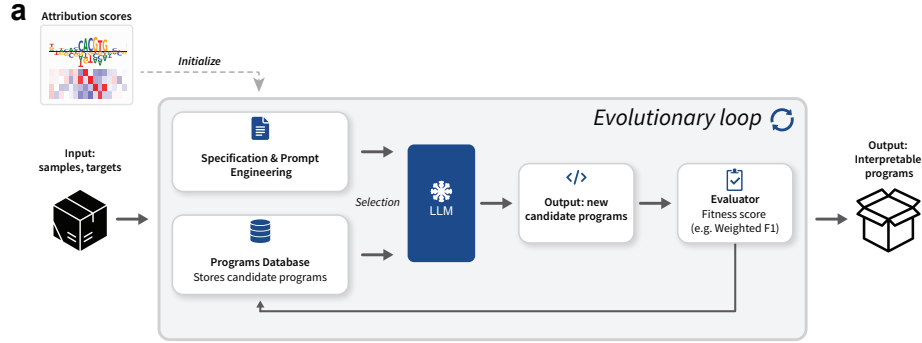 a
Attribution scores
CACGTG
Initialize
Evolutionary loop
Input:
samples, targets
Specification & Prompt
Engineering
Selection
Programs Database
Stores candidate programs
LLM
</>
Output: new
candidate programs
Evaluator
Fitness score
(e.g. Weighted F1)
Output:
Interpretable
programs